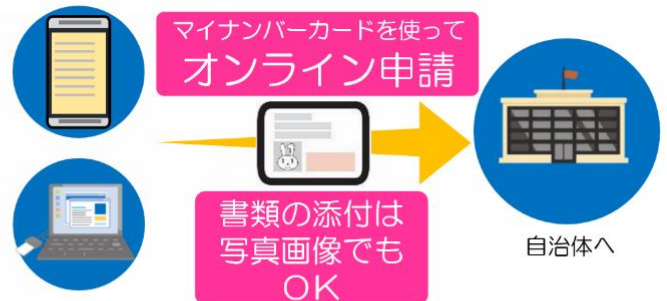 マイナンバーカードを使って
オンライン申請
書類の添付は
写真画像でも
OK
自治体へ